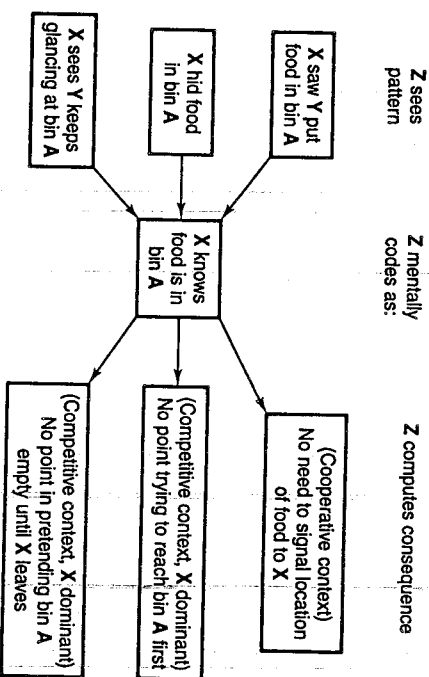 Z sees
pattern
Z mentally
codes as:
Z computes consequence
X saw Y put
food in bin A
X hid food
in bin A
X sees Y keeps
glancing at bin A
X knows
food is in
bin A
(Cooperative context)
No need to signal location
of food to X
(Competitive context, X dominant)
No point trying to reach bin A first
(Competitive context, X dominant)
No point in pretending bin A
empty until X leaves